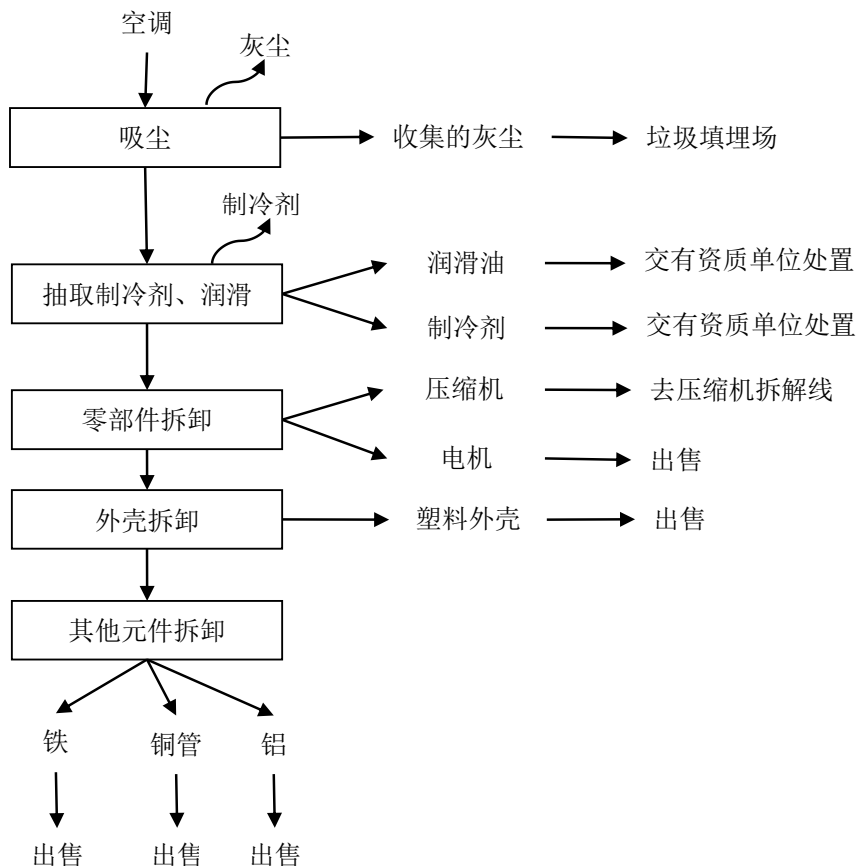 空调
灰尘
吸尘
收集的灰尘
垃圾填埋场
制冷剂
抽取制冷剂、润滑
润滑油
交有资质单位处置
制冷剂
交有资质单位处置
零部件拆卸
压缩机
去压缩机拆解线
电机
出售
外壳拆卸
塑料外壳
出售
其他元件拆卸
铁
铜管
铝
出售
出售
出售